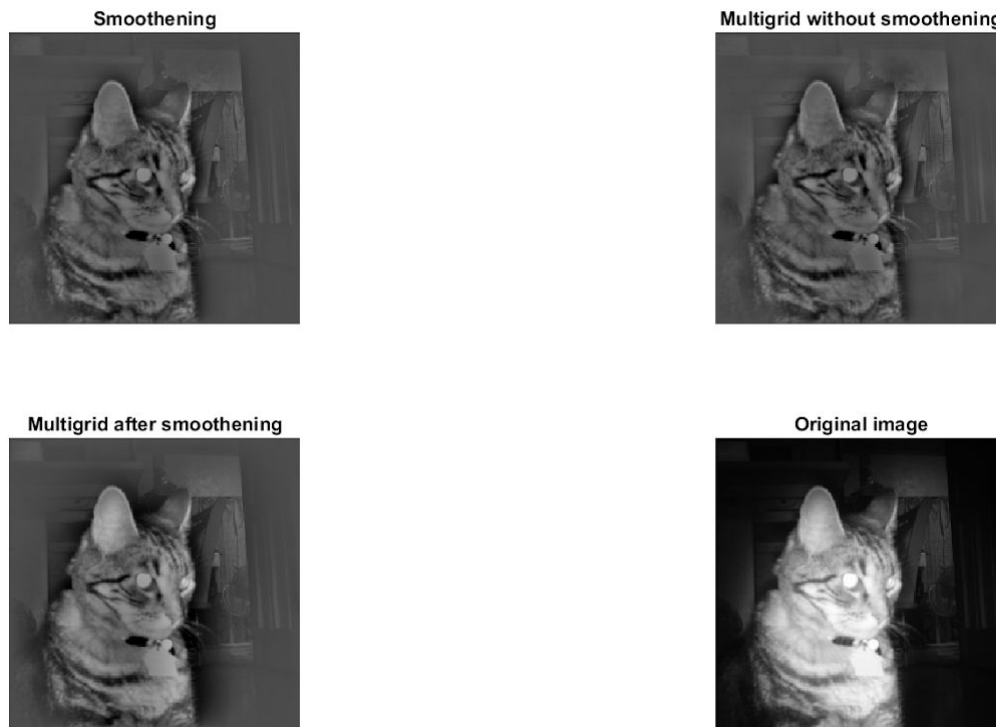 Smoothening
Multigrid without smoothening
Multigrid after smoothening
Original image